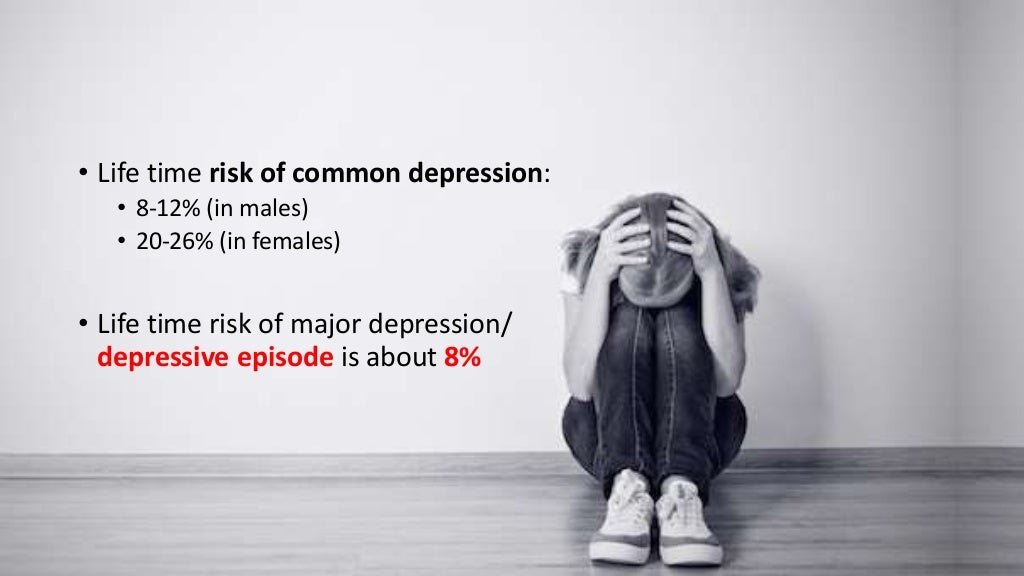 • Life time risk of common depression:
• 8-12% (in males)
• 20-26% (in females)
• Life time risk of major depression/
depressive episode is about 8%